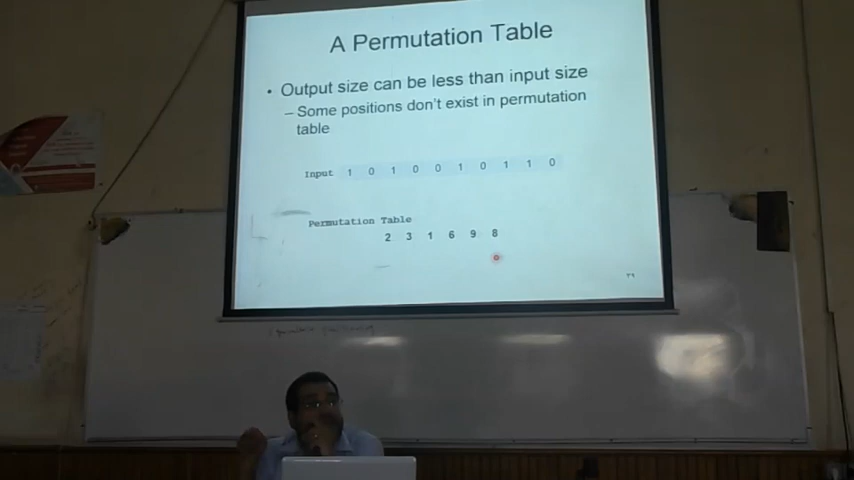 A Permutation Table
• Output size can be less than input size
– Some positions don't exist in permutation
table
Input 1 0 1 0 0 1 0 1 1 0
Permutation Table
2 3 1 6 9 8